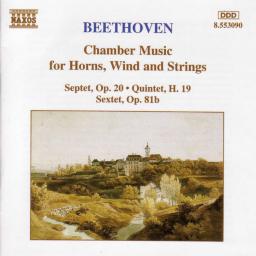 NAXOS
DDD
8.553090
BEETHOVEN
Chamber Music
for Horns, Wind and Strings
Septet, Op. 20 • Quintet, H. 19
Sextet, Op. 81b